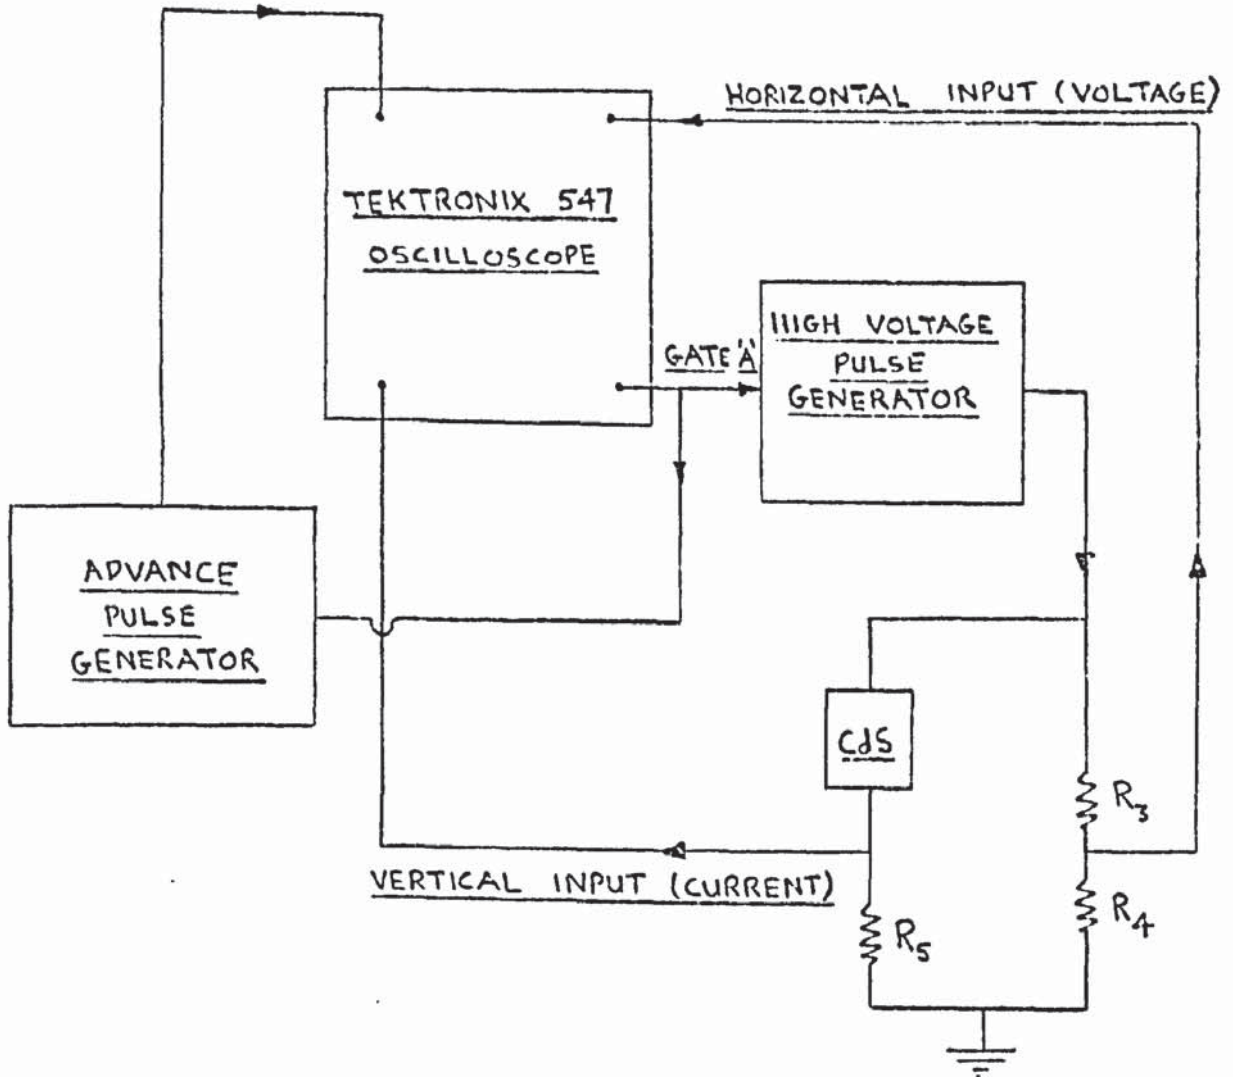 HORIZONTAL INPUT (VOLTAGE)
TEKTRONIX 547
OSCILLOSCOPE
GATE 'A'
HIGH VOLTAGE
PULSE
GENERATOR
ADVANCE
PULSE
GENERATOR
CdS
R3
VERTICAL INPUT (CURRENT)
R5
R4